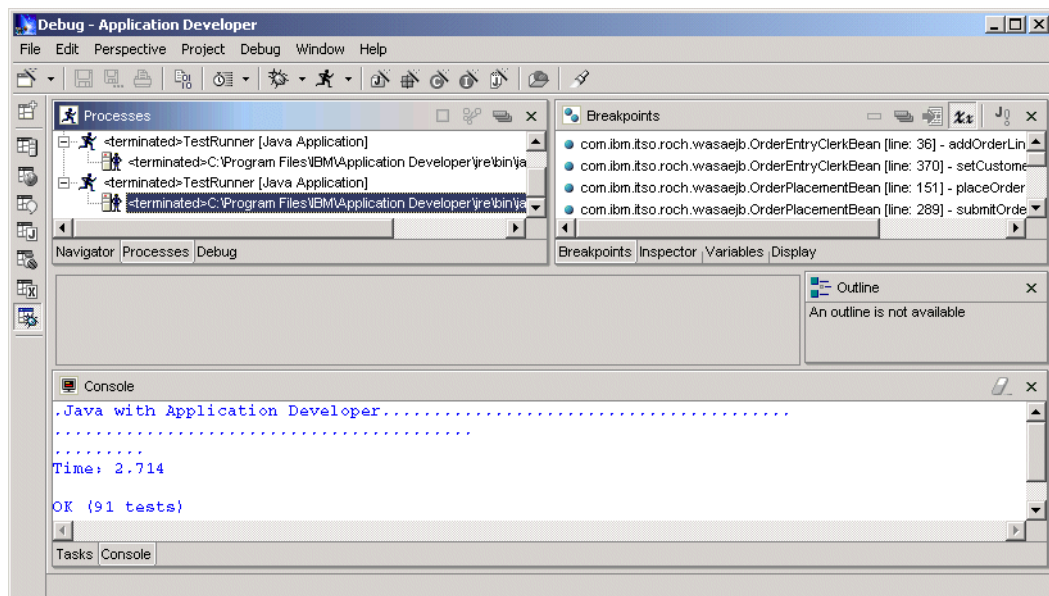 Debug - Application Developer
File Edit Perspective Project Debug Window Help
Processes
<terminated>TestRunner [Java Application]
<terminated>C:\Program Files\IBM\Application Developer\jre\bin\ja
<terminated>TestRunner [Java Application]
<terminated>C:\Program Files\IBM\Application Developer\jre\bin\ja
Navigator Processes Debug
Breakpoints
com.ibm.itso.roch.wasaejb.OrderEntryClerkBean [line: 36] - addOrderLin
com.ibm.itso.roch.wasaejb.OrderEntryClerkBean [line: 370] - setCustome
com.ibm.itso.roch.wasaejb.OrderPlacementBean [line: 151] - placeOrder
com.ibm.itso.roch.wasaejb.OrderPlacementBean [line: 289] - submitOrde
Breakpoints Inspector Variables Display
Outline
An outline is not available
Console
.Java with Application Developer........................................
.........................................
.........
Time: 2.714
OK (91 tests)
Tasks Console